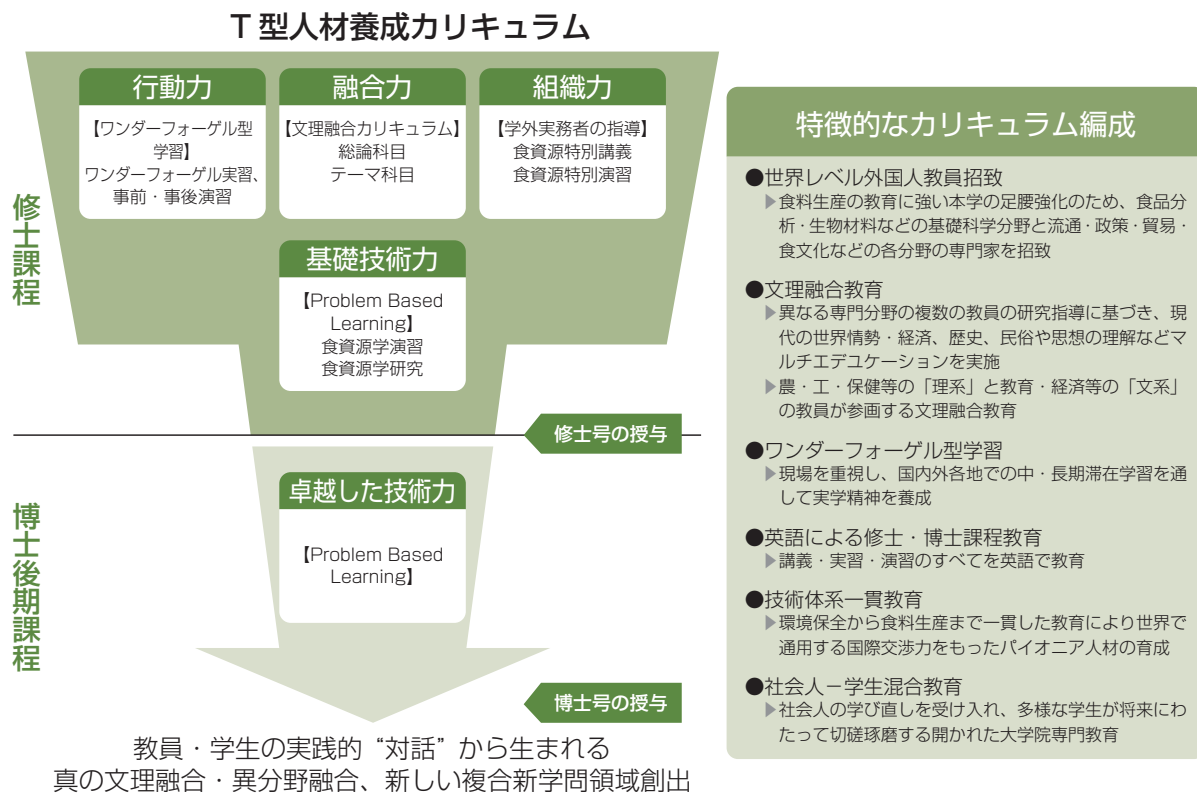 T型人材養成カリキュラム
修士課程
行動力
【ワンダーフォーゲル型
学習】
ワンダーフォーゲル実習、
事前・事後演習
融合力
【文理融合カリキュラム】
総論科目
テーマ科目
組織力
【学外実務者の指導】
食資源特別講義
食資源特別演習
基礎技術力
【Problem Based
Learning】
食資源学演習
食資源学研究
修士号の授与
博士後期課程
卓越した技術力
【Problem Based
Learning】
博士号の授与
教員・学生の実践的“対話”から生まれる
真の文理融合・異分野融合、新しい複合新学問領域創出
特徴的なカリキュラム編成
●世界レベル外国人教員招致
▶食料生産の教育に強い本学の足腰強化のため、食品分
析・生物材料などの基礎科学分野と流通・政策・貿易・
食文化などの各分野の専門家を招致
●文理融合教育
▶異なる専門分野の複数の教員の研究指導に基づき、現
代の世界情勢・経済、歴史、民俗や思想の理解などマ
ルチエデュケーションを実施
▶農・工・保健等の「理系」と教育・経済等の「文系」
の教員が参画する文理融合教育
●ワンダーフォーゲル型学習
▶現場を重視し、国内外各地での中・長期滞在学習を通
して実学精神を養成
●英語による修士・博士課程教育
▶講義・実習・演習のすべてを英語で教育
●技術体系一貫教育
▶環境保全から食料生産まで一貫した教育により世界で
通用する国際交渉力をもったパイオニア人材の育成
●社会人－学生混合教育
▶社会人の学び直しを受け入れ、多様な学生が将来にわ
たって切磋琢磨する開かれた大学院専門教育